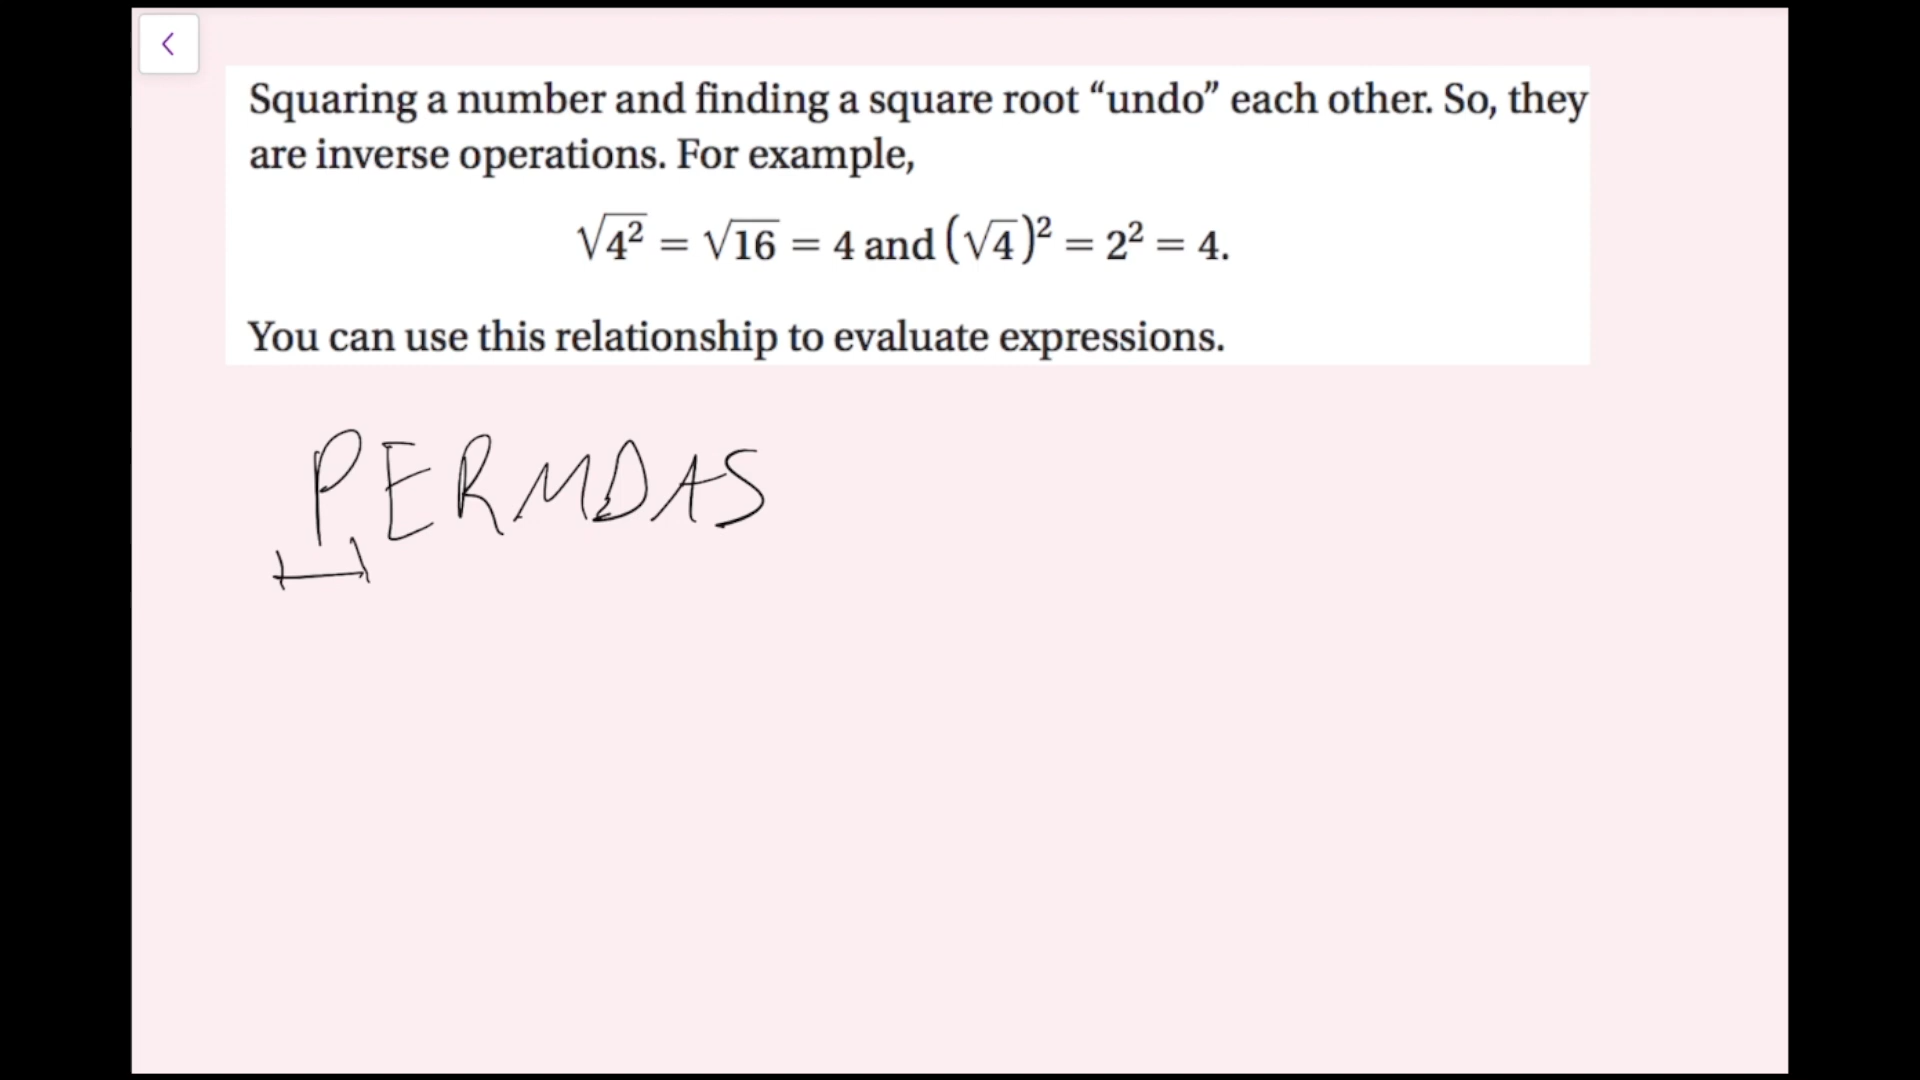 Squaring a number and finding a square root “undo” each other. So, they
are inverse operations. For example,
√4² = √16 = 4 and (√4)² = 2² = 4.
You can use this relationship to evaluate expressions.
PERMDAS